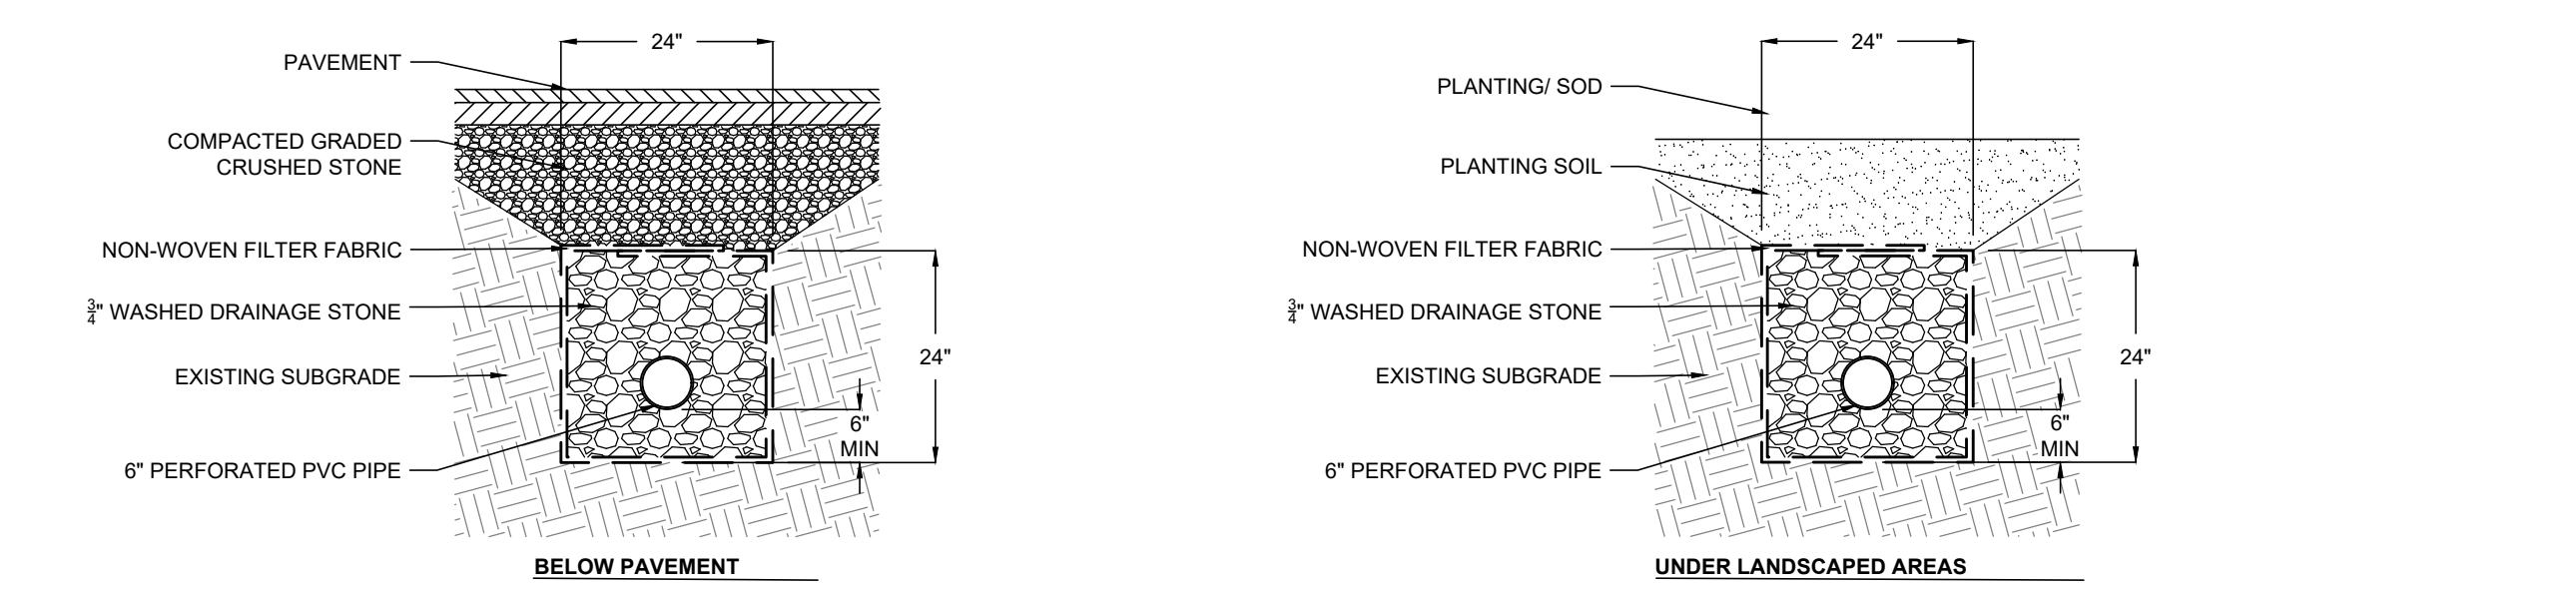 24"
PAVEMENT
COMPACTED GRADED
CRUSHED STONE
NON-WOVEN FILTER FABRIC
3/4" WASHED DRAINAGE STONE
EXISTING SUBGRADE
6" PERFORATED PVC PIPE
24"
6"
MIN
BELOW PAVEMENT
24"
PLANTING/ SOD
PLANTING SOIL
NON-WOVEN FILTER FABRIC
3/4" WASHED DRAINAGE STONE
EXISTING SUBGRADE
6" PERFORATED PVC PIPE
24"
6"
MIN
UNDER LANDSCAPED AREAS